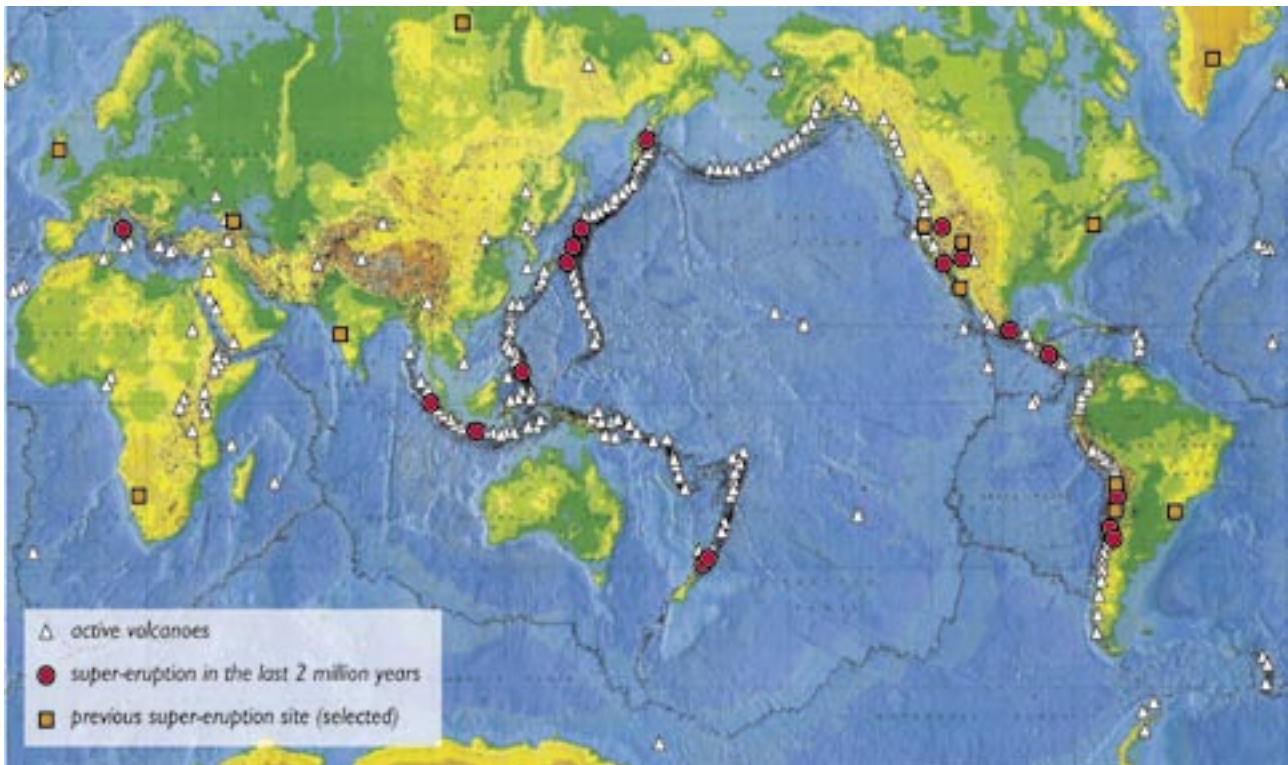 active volcanoes
super-eruption in the last 2 million years
previous super-eruption site (selected)